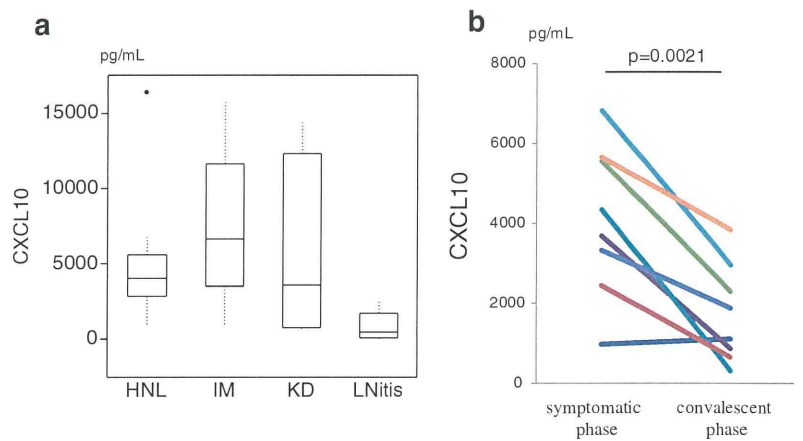 a
pg/mL
CXCL10
15000
10000
5000
0
HNL IM KD LNitis
b
pg/mL
p=0.0021
CXCL10
8000
6000
4000
2000
0
symptomatic phase
convalescent phase